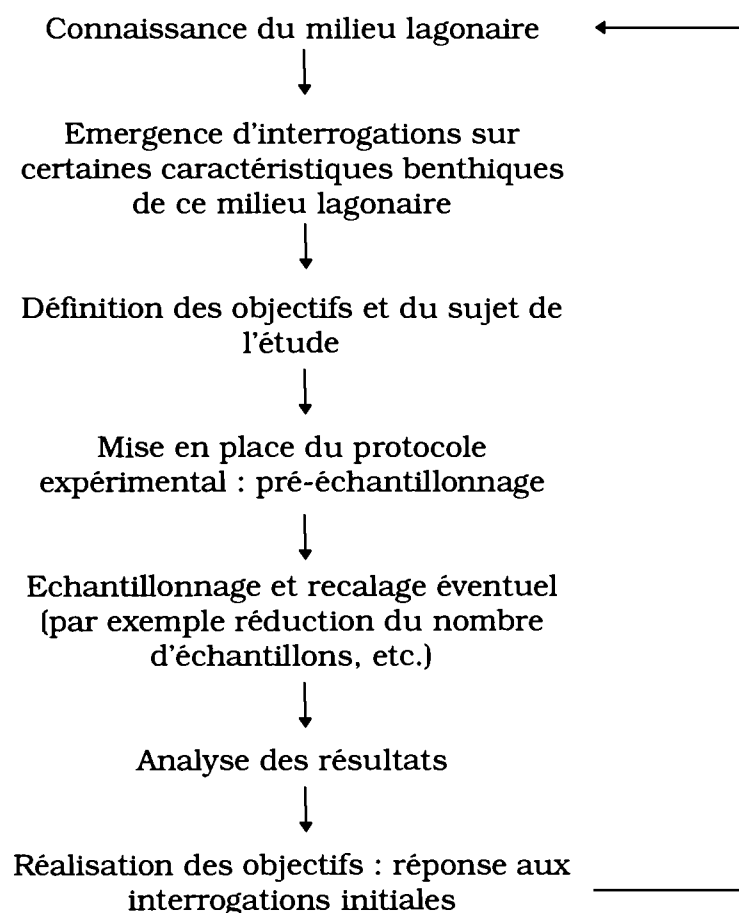 Connaissance du milieu lagonaire
Emergence d'interrogations sur
certaines caractéristiques benthiques
de ce milieu lagonaire
Définition des objectifs et du sujet de
l'étude
Mise en place du protocole
expérimental : pré-échantillonnage
Echantillonnage et recalage éventuel
(par exemple réduction du nombre
d'échantillons, etc.)
Analyse des résultats
Réalisation des objectifs : réponse aux
interrogations initiales